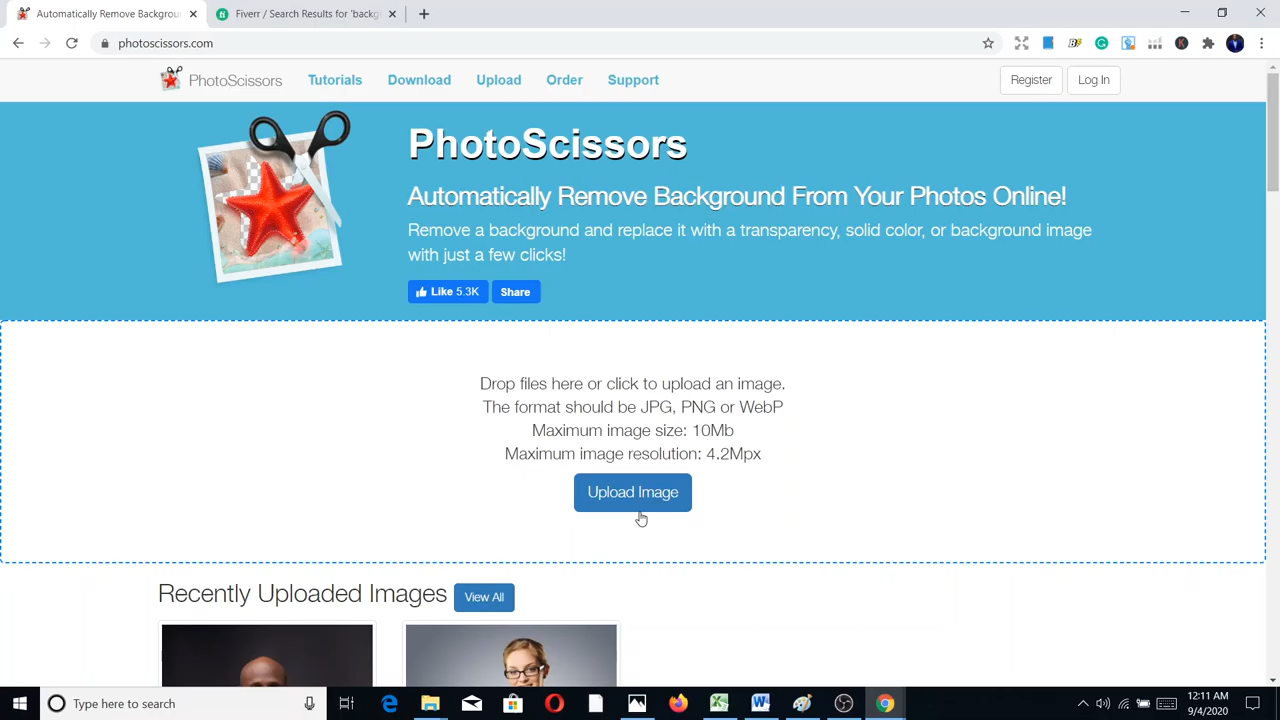 Automatically Remove Backgroun
Fiverr / Search Results for 'backg
photoscissors.com
PhotoScissors
Tutorials
Download
Upload
Order
Support
Register
Log In
PhotoScissors
Automatically Remove Background From Your Photos Online!
Remove a background and replace it with a transparency, solid color, or background image
with just a few clicks!
Like 5.3K
Share
Drop files here or click to upload an image.
The format should be JPG, PNG or WebP
Maximum image size: 10Mb
Maximum image resolution: 4.2Mpx
Upload Image
Recently Uploaded Images
View All
Type here to search
12:11 AM
9/4/2020